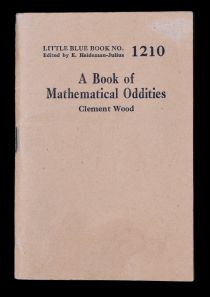 LITTLE BLUE BOOK NO. 1210
Edited by E. Haldeman-Julius
A Book of
Mathematical Oddities
Clement Wood